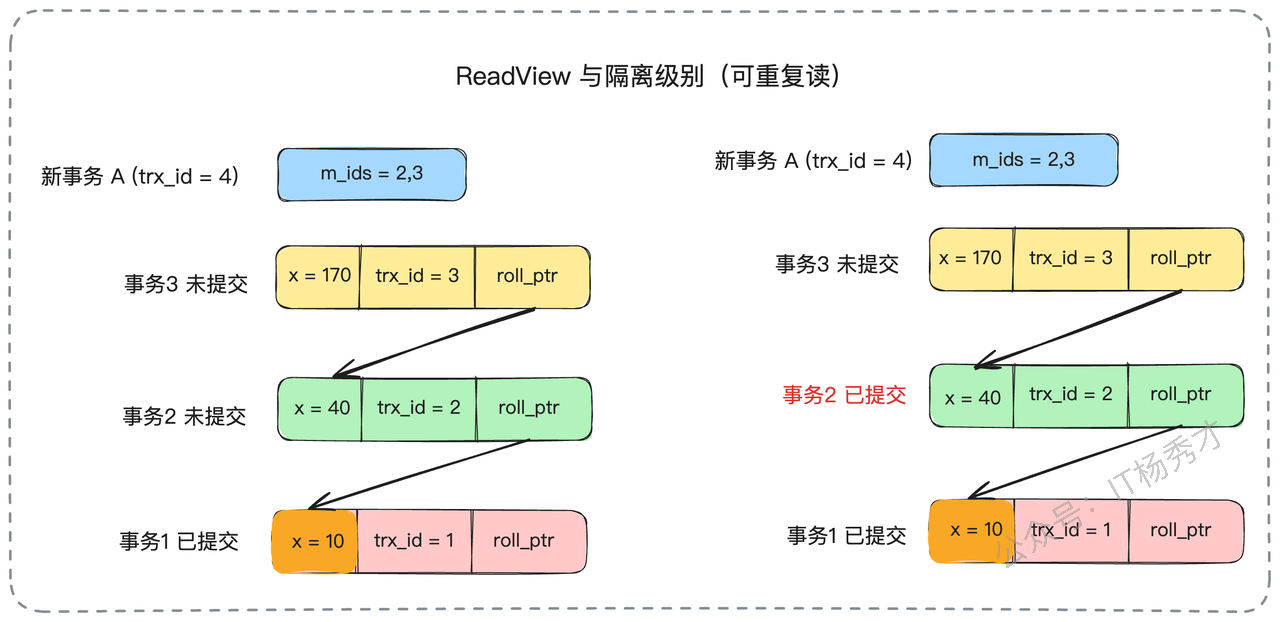 ReadView 与隔离级别（可重复读）
新事务 A (trx_id = 4)
m_ids = 2,3
事务3 未提交
x = 170
trx_id = 3
roll_ptr
事务2 未提交
x = 40
trx_id = 2
roll_ptr
事务1 已提交
x = 10
trx_id = 1
roll_ptr
新事务 A (trx_id = 4)
m_ids = 2,3
事务3 未提交
x = 170
trx_id = 3
roll_ptr
事务2 已提交
x = 40
trx_id = 2
roll_ptr
事务1 已提交
x = 10
trx_id = 1
roll_ptr
公众号：IT杨秀才